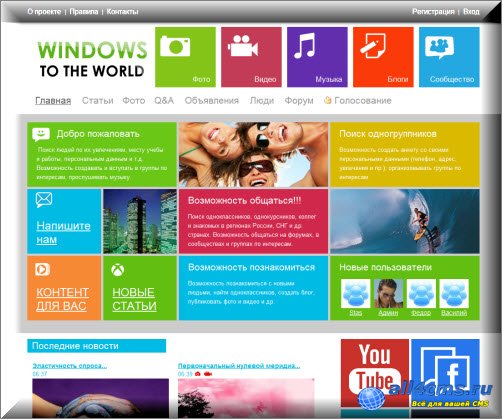 О проекте | Правила | Контакты
Регистрация | Вход
WINDOWS
TO THE WORLD
Фото
Видео
Музыка
Блоги
Сообщество
Главная Статьи Фото Q&A Объявления Люди Форум Голосование
Добро пожаловать
Поиск людей по их увлечениям, месту учебы
и работы, персональным данным и т.д.
Возможность создавать и вступать в группы по
интересам, прослушивать музыку.
Поиск одногруппников
Возможность создать анкету со своими
персональными данными (телефон, адрес,
увлечения и пр.); организовывать группы по
интересам.
Напишите
нам
Возможность общаться!!!
Поиск одноклассников, однокурсников, коллег
и знакомых в регионах России, СНГ и др.
странах. Возможность общаться на форумах, в
сообществах и группах по интересам.
КОНТЕНТ
ДЛЯ ВАС
НОВЫЕ
СТАТЬИ
Возможность познакомиться
Возможность познакомиться с новыми
людьми, найти одноклассников, создать блог,
публиковать фото и видео и др.
Новые пользователи
Stas Админ Федор Василий
Последние новости
Эластичность спроса...
06:37
Первоначальный нулевой меридиа...
06:39
You
Tube
all4cms.ru
Всё для вашей CMS